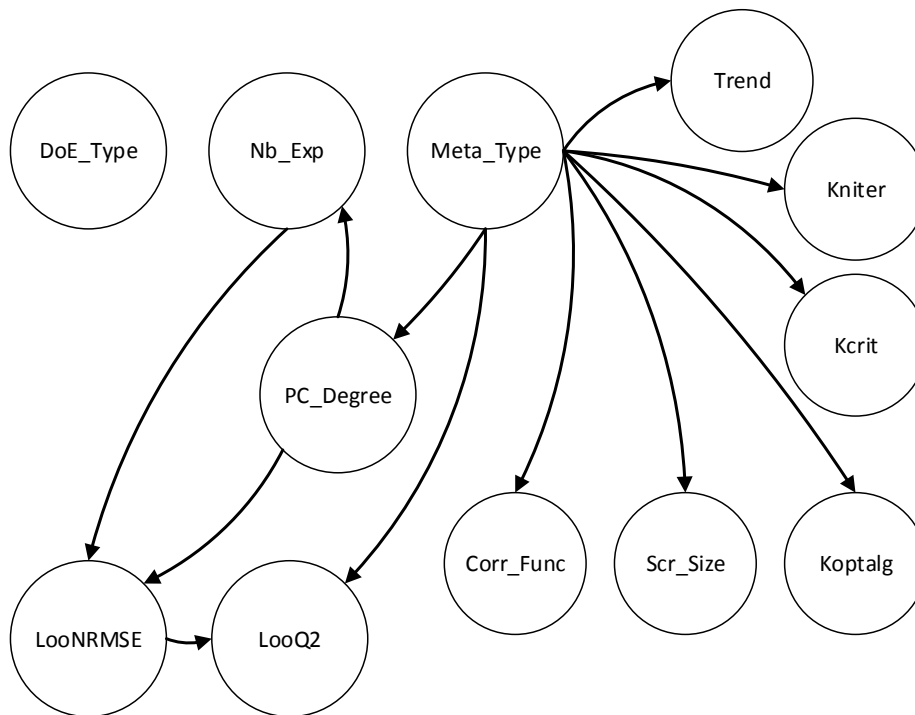 Trend
DoE_Type
Nb_Exp
Meta_Type
Kniter
Kcrit
PC_Degree
Corr_Func
Scr_Size
Koptalg
LooNRMSE
LooQ2